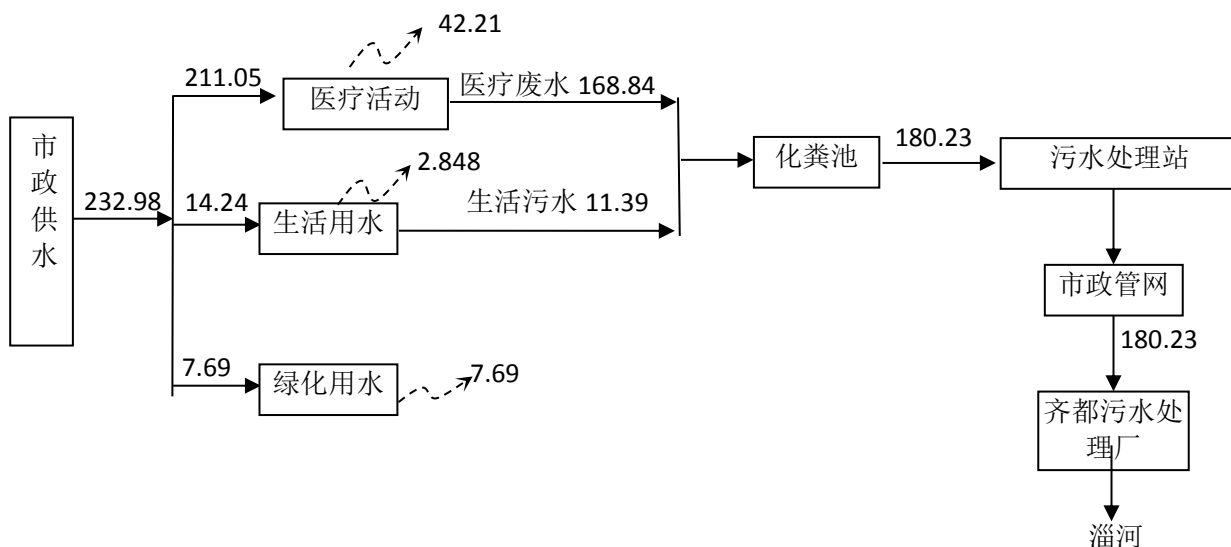 42.21
211.05
医疗活动
医疗废水 168.84
市政供水
232.98
14.24
生活用水
2.848
生活污水 11.39
7.69
绿化用水
7.69
化粪池
180.23
污水处理站
市政管网
180.23
齐都污水处
理厂
淄河